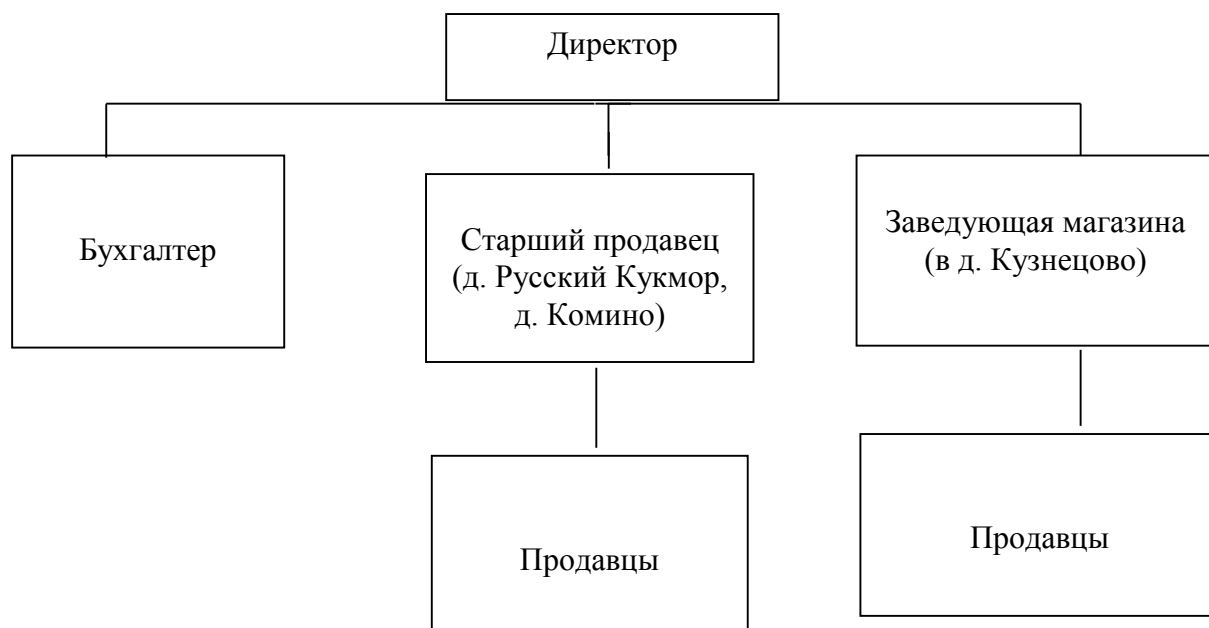 Директор
Бухгалтер
Старший продавец
(д. Русский Кукмор,
д. Комино)
Заведующая магазина
(в д. Кузнецово)
Продавцы
Продавцы